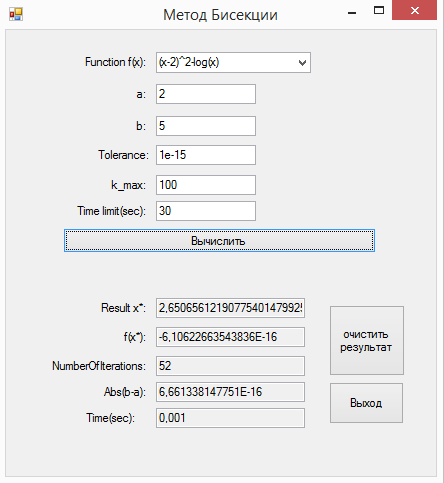 Метод Бисекции
Function f(x): (x-2)^2-log(x)
a: 2
b: 5
Tolerance: 1e-15
k_max: 100
Time limit(sec): 30
Вычислить
Result x*: 2,6506561219077540147992
f(x*): -6,10622663543836E-16
NumberOfIterations: 52
Abs(b-a): 6,661338147751E-16
Time(sec): 0,001
очистить
результат
Выход